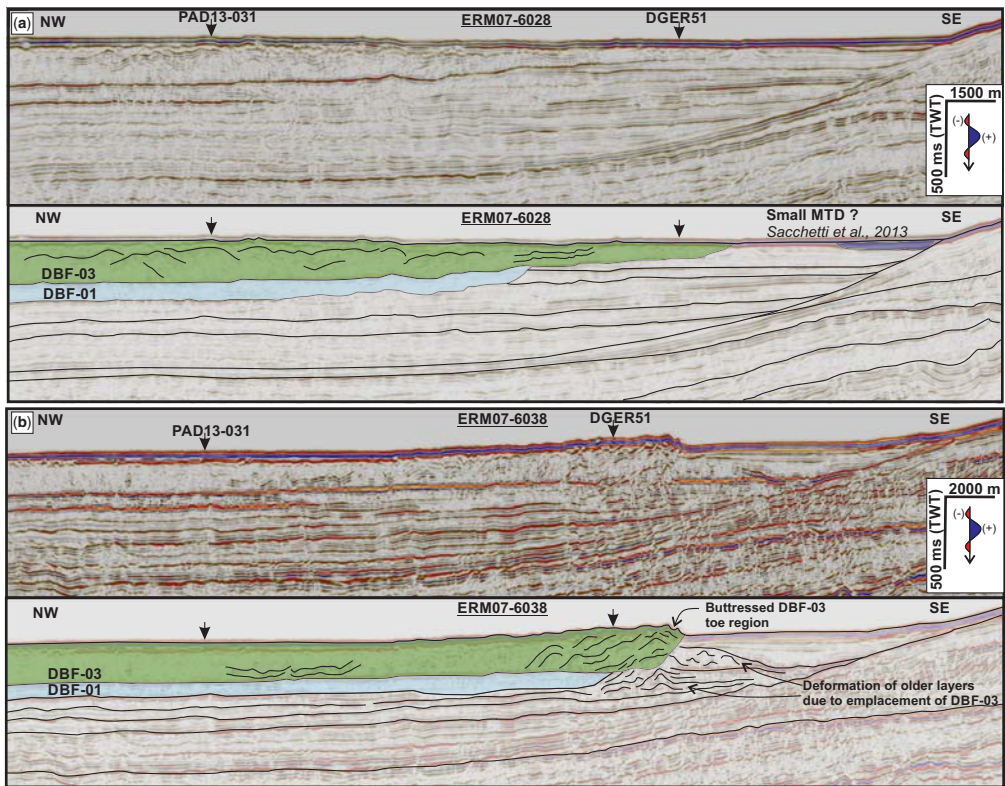 (a)
NW
PAD13-031
ERM07-6028
DGER51
SE
1500 m
(-)
(+)
500 ms (TWT)
NW
ERM07-6028
Small MTD ?
Sacchetti et al., 2013
SE
DBF-03
DBF-01
(b)
NW
PAD13-031
ERM07-6038
DGER51
SE
2000 m
(-)
(+)
500 ms (TWT)
NW
ERM07-6038
Buttressed DBF-03
toe region
SE
DBF-03
DBF-01
Deformation of older layers
due to emplacement of DBF-03